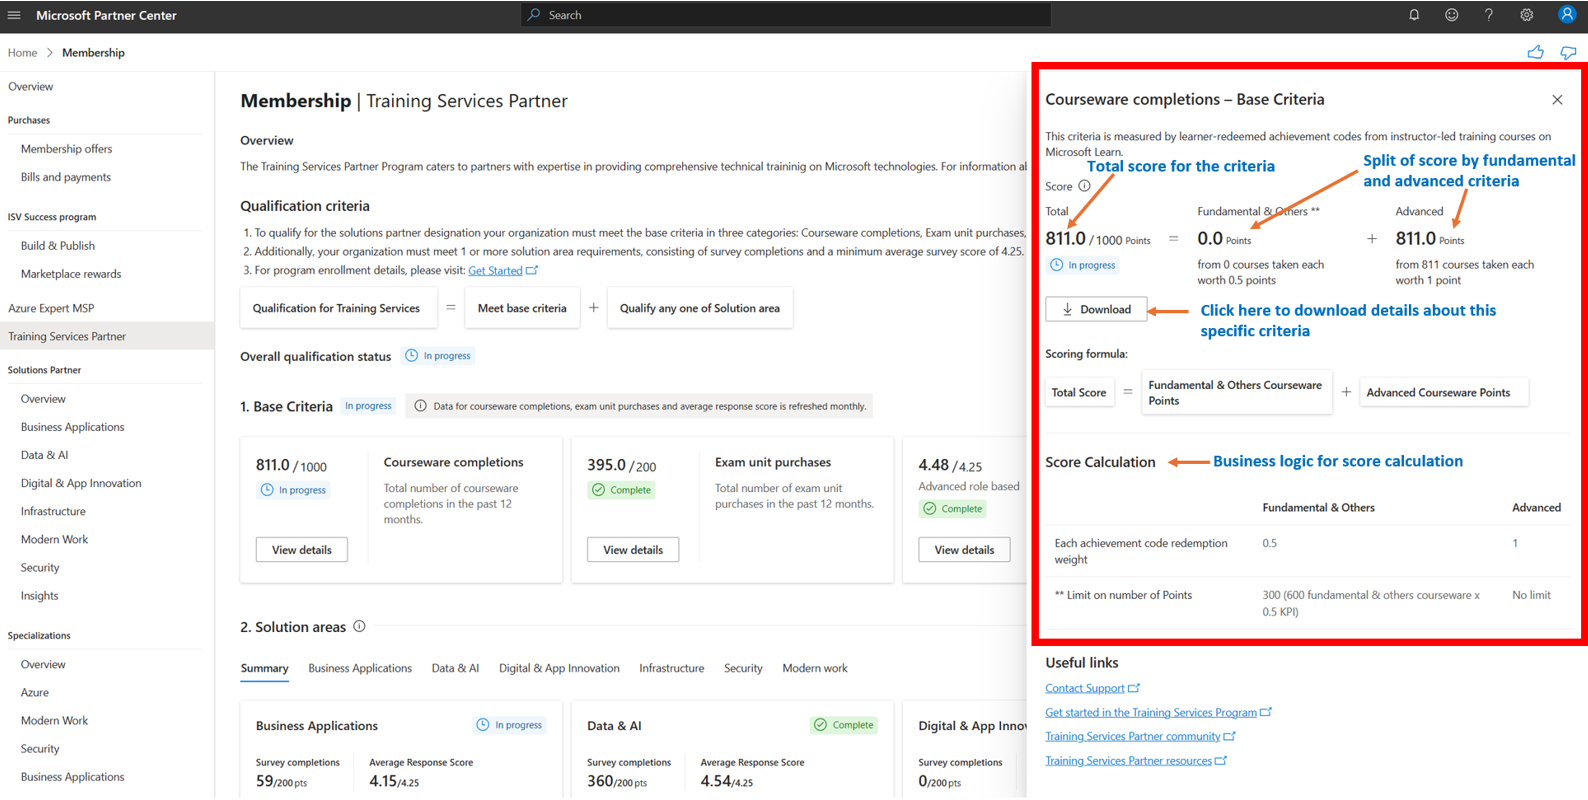 Microsoft Partner Center
Search
Home > Membership
Overview
Purchases
Membership offers
Bills and payments
ISV Success program
Build & Publish
Marketplace rewards
Azure Expert MSP
Training Services Partner
Solutions Partner
Overview
Business Applications
Data & AI
Digital & App Innovation
Infrastructure
Modern Work
Security
Insights
Specializations
Overview
Azure
Modern Work
Security
Business Applications
Membership | Training Services Partner
Overview
The Training Services Partner Program caters to partners with expertise in providing comprehensive technical traininig on Microsoft technologies. For information
Qualification criteria
1. To qualify for the solutions partner designation your organization must meet the base criteria in three categories: Courseware completions, Exam unit purchases,
2. Additionally, your organization must meet 1 or more solution area requirements, consisting of survey completions and a minimum average survey score of 4.25.
3. For program enrollment details, please visit: Get Started
Qualification for Training Services = Meet base criteria + Qualify any one of Solution area
Overall qualification status In progress
1. Base Criteria In progress Data for courseware completions, exam unit purchases and average response score is refreshed monthly.
811.0 / 1000
In progress
Courseware completions
Total number of courseware
completions in the past 12
months.
View details
395.0 / 200
Complete
Exam unit purchases
Total number of exam unit
purchases in the past 12 months.
View details
4.48 / 4.25
Advanced role based
Complete
View details
2. Solution areas
Summary Business Applications Data & AI Digital & App Innovation Infrastructure Security Modern work
Business Applications In progress
Survey completions Average Response Score
59/200 pts 4.15/4.25
Data & AI Complete
Survey completions Average Response Score
360/200 pts 4.54/4.25
Digital & App Inno
Survey completions
0/200 pts
Courseware completions – Base Criteria
This criteria is measured by learner-redeemed achievement codes from instructor-led training courses on
Microsoft Learn.
Total score for the criteria
Split of score by fundamental
and advanced criteria
Score
Total
811.0 / 1000 Points
In progress
=
Fundamental & Others **
0.0 Points
from 0 courses taken each
worth 0.5 points
+
Advanced
811.0 Points
from 811 courses taken each
worth 1 point
Download
Click here to download details about this
specific criteria
Scoring formula:
Total Score = Fundamental & Others Courseware
Points
+ Advanced Courseware Points
Score Calculation
Business logic for score calculation
Fundamental & Others Advanced
Each achievement code redemption
weight
0.5 1
** Limit on number of Points
300 (600 fundamental & others courseware x
0.5 KPI)
No limit
Useful links
Contact Support
Get started in the Training Services Program
Training Services Partner community
Training Services Partner resources